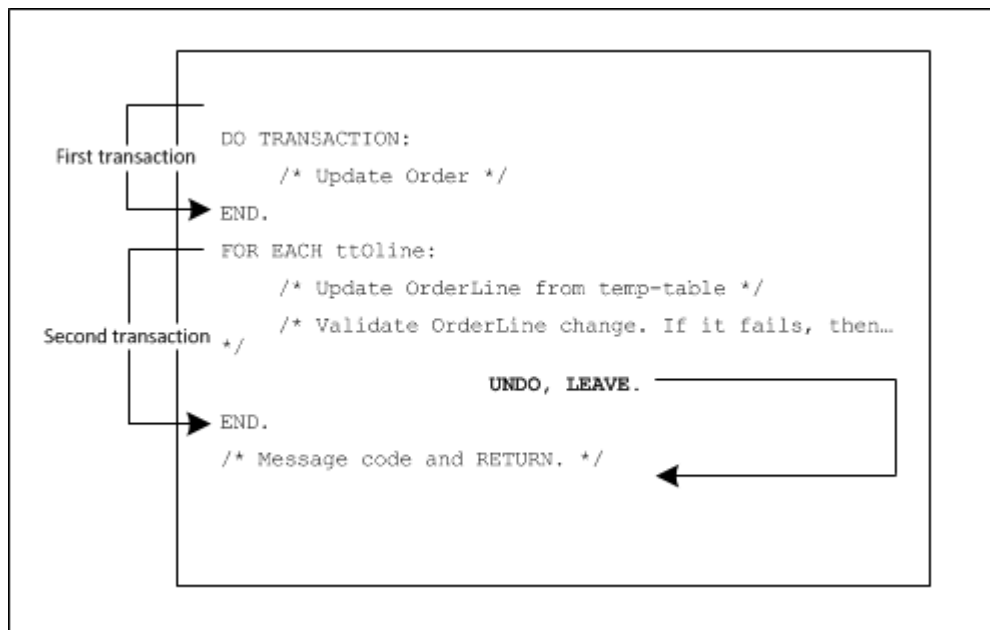 DO TRANSACTION:
First transaction
/* Update Order */
END.
FOR EACH ttOline:
/* Update OrderLine from temp-table */
/* Validate OrderLine change. If it fails, then…
Second transaction
*/
UNDO, LEAVE.
END.
/* Message code and RETURN. */